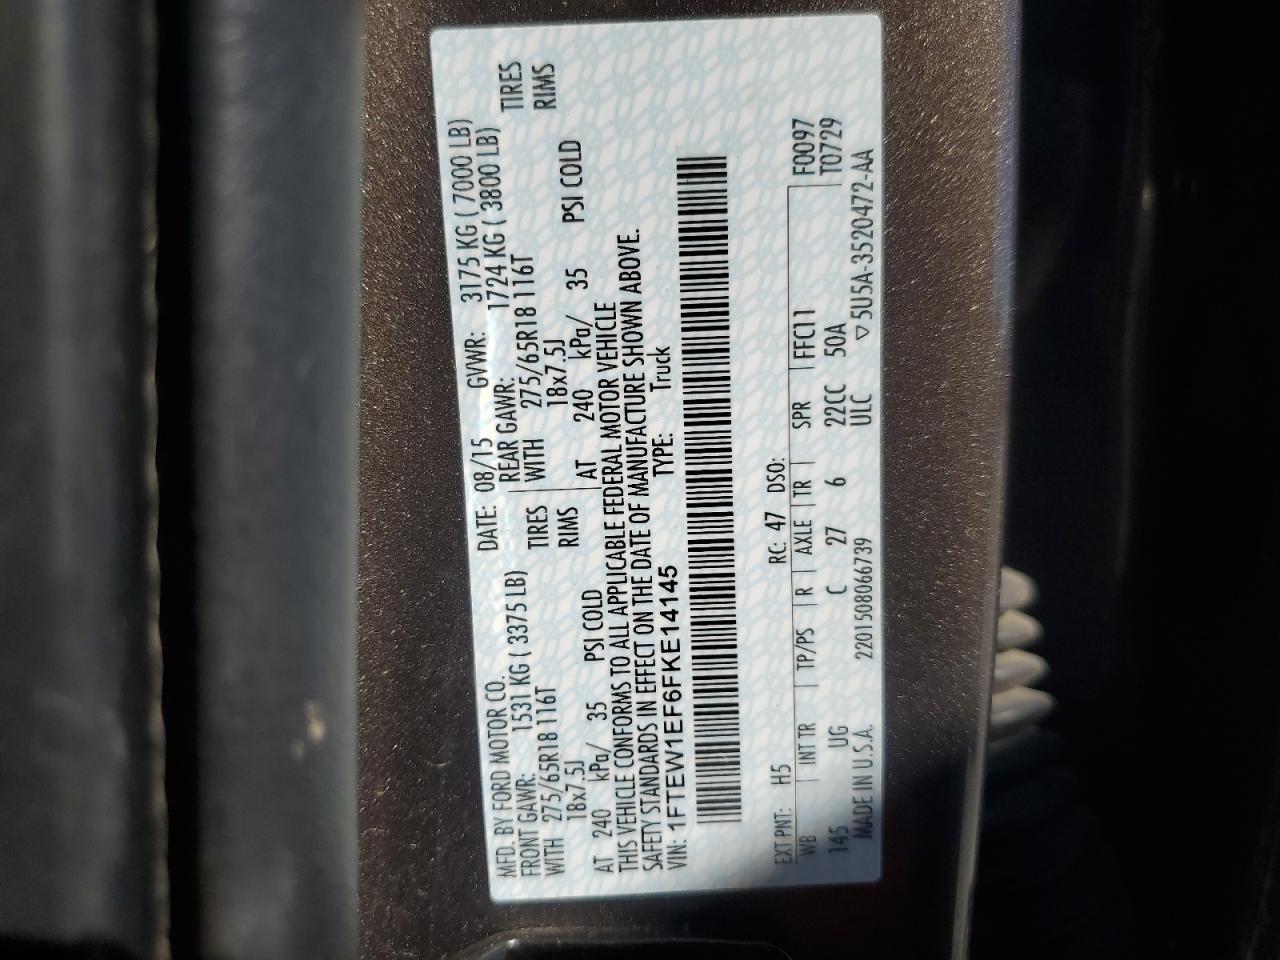 MFD. BY FORD MOTOR CO. DATE: 08/15 GVWR: 3175 KG ( 7000 LB)
FRONT GAWR: 1531 KG ( 3375 LB) REAR GAWR: 1724 KG ( 3800 LB)
WITH 275/65R18 116T TIRES WITH 275/65R18 116T TIRES
18x7.5J RIMS 18x7.5J RIMS
AT 240 kPa/ 35 PSI COLD AT 240 kPa/ 35 PSI COLD
THIS VEHICLE CONFORMS TO ALL APPLICABLE FEDERAL MOTOR VEHICLE
SAFETY STANDARDS IN EFFECT ON THE DATE OF MANUFACTURE SHOWN ABOVE.
VIN: 1FTEW1EF6FKE14145 TYPE: Truck
EXT PNT: H5 RC: 47 DSO:
WB INT TR TP/PS R AXLE TR SPR FFC11 F0097
145 UG C 27 6 22CC 50A T0729
MADE IN U.S.A. 2201508066739 ULC ▽5U5A-3520472-AA